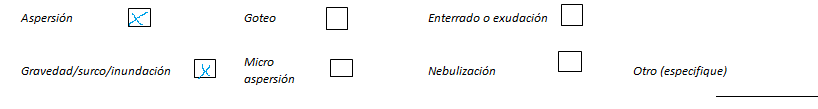 Aspersión Goteo Enterrado o exudación
Gravedad/surco/inundación Micro aspersión Nebulización Otro (especifique)